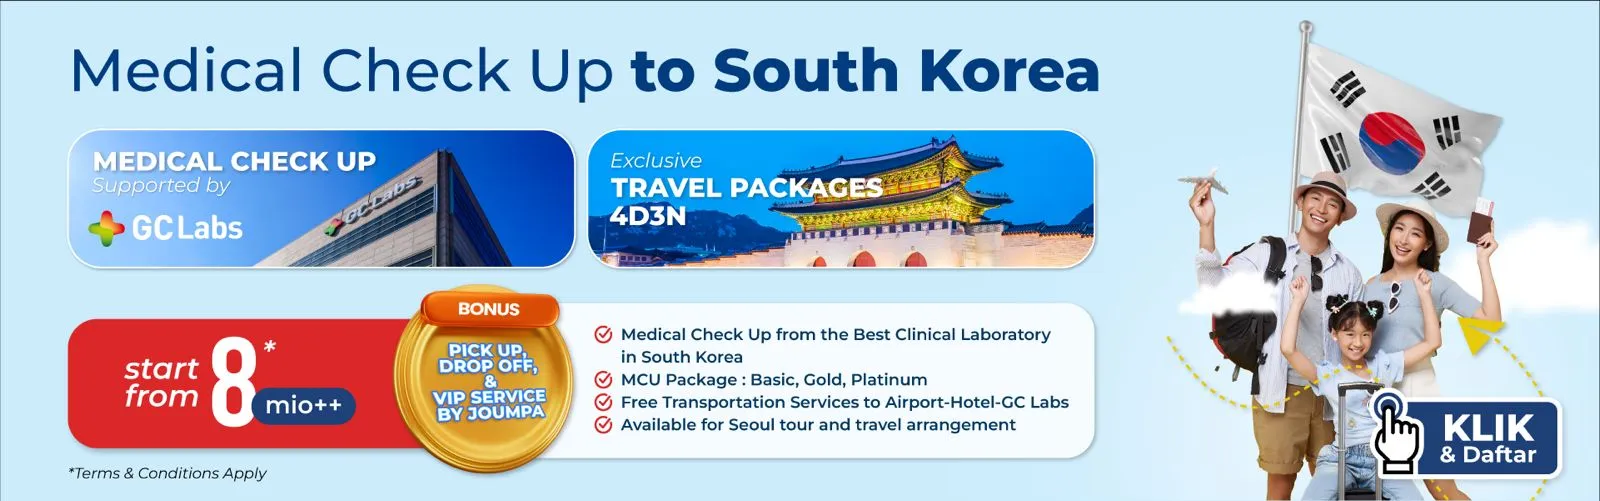 Medical Check Up to South Korea
MEDICAL CHECK UP
Supported by
GC Labs
GC Labs
Exclusive
TRAVEL PACKAGES
4D3N
start
from
8*
mio++
BONUS
PICK UP,
DROP OFF,
&
VIP SERVICE
BY JOUMPA
Medical Check Up from the Best Clinical Laboratory
in South Korea
MCU Package : Basic, Gold, Platinum
Free Transportation Services to Airport-Hotel-GC Labs
Available for Seoul tour and travel arrangement
*Terms & Conditions Apply
KLIK
& Daftar